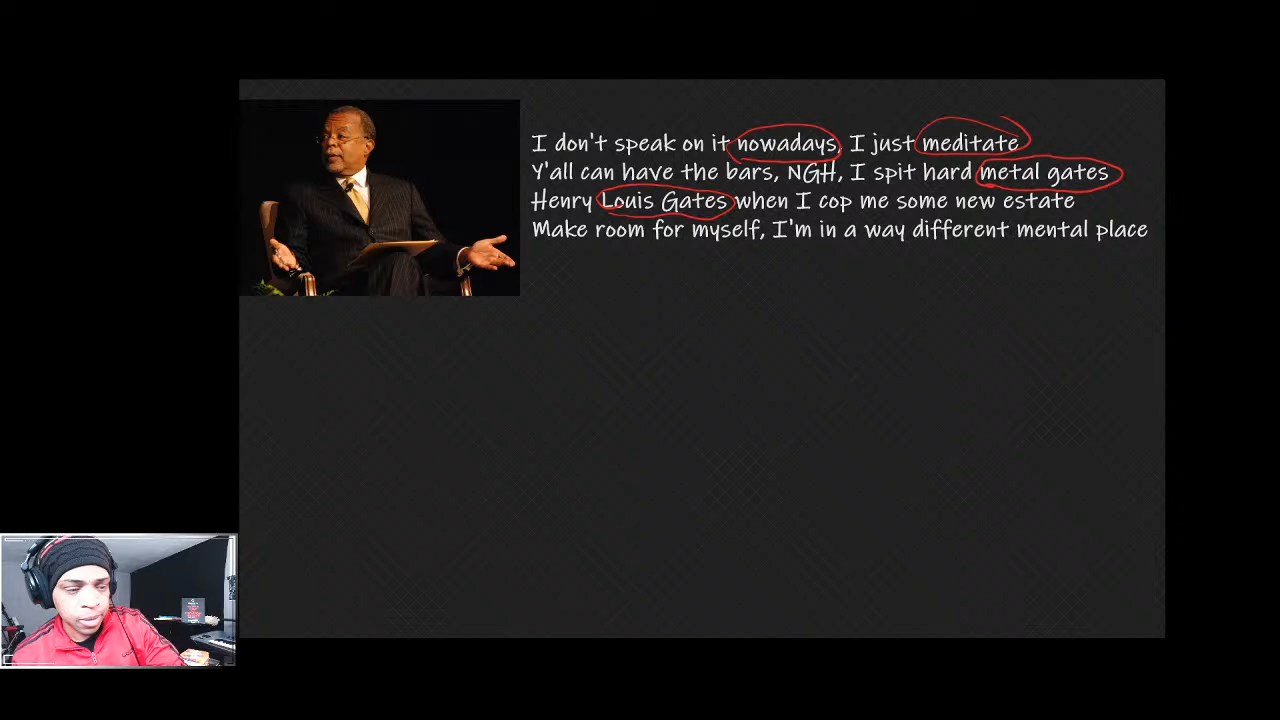 I don't speak on it nowadays, I just meditate
Y'all can have the bars, NGH, I spit hard metal gates
Henry Louis Gates when I cop me some new estate
Make room for myself, I'm in a way different mental place